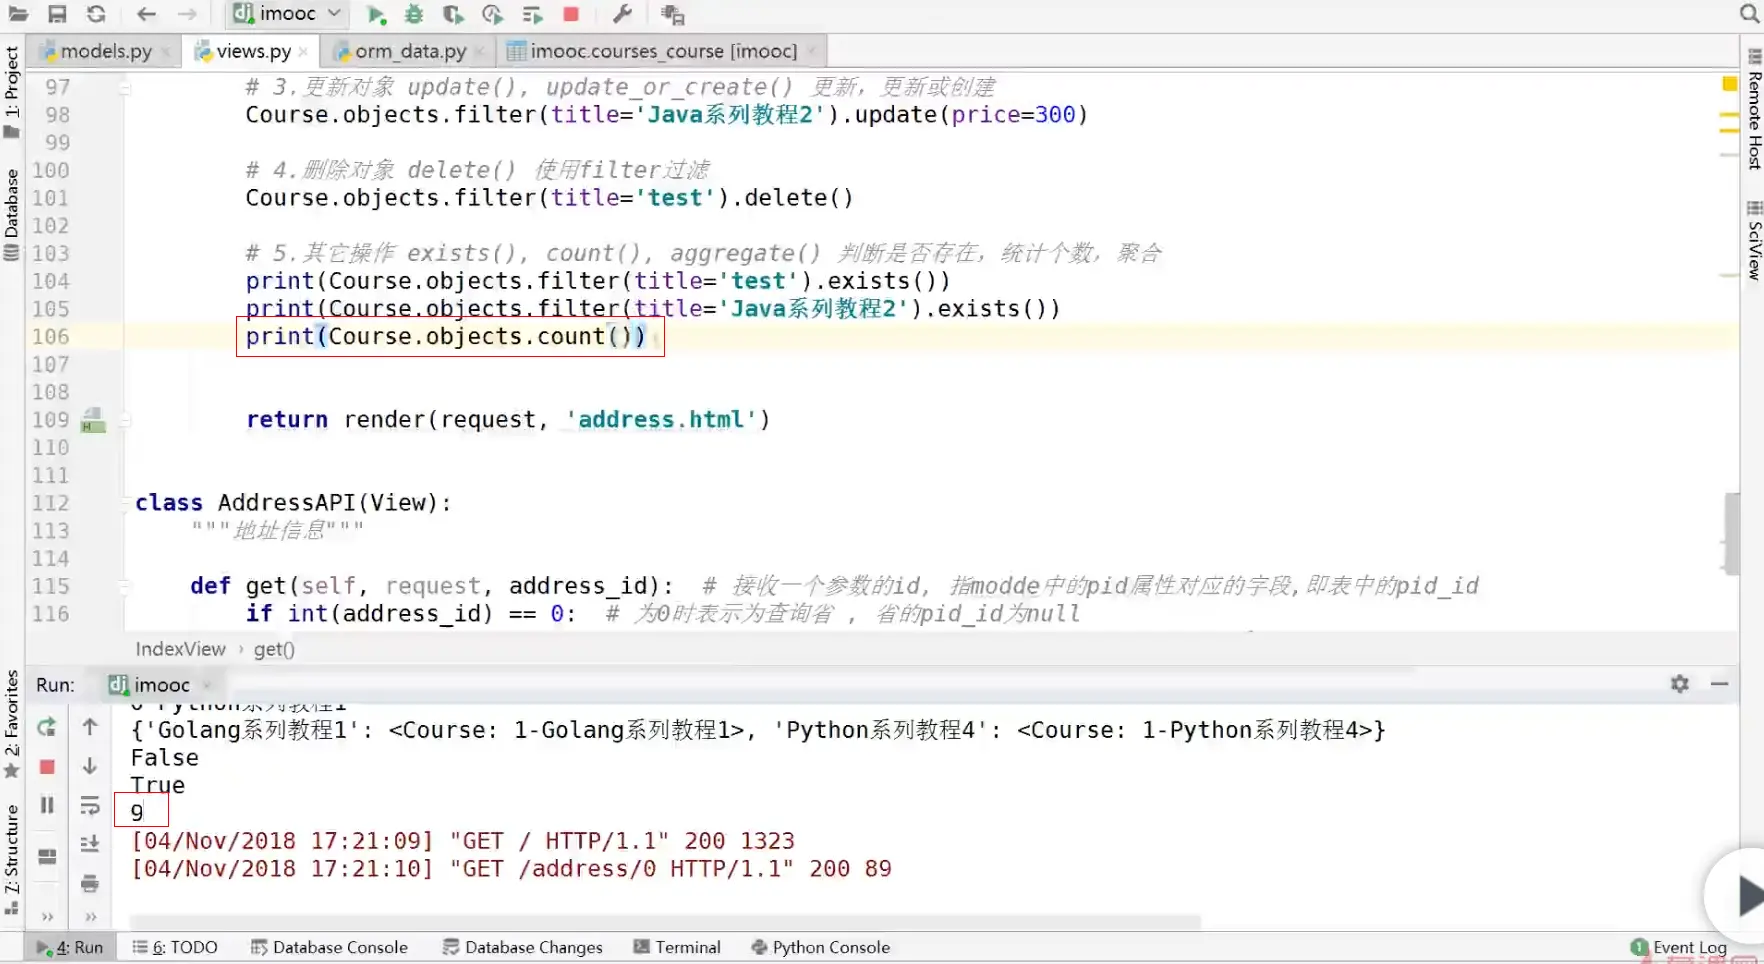 imooc
models.py
views.py
orm_data.py
imooc.courses_course [imooc]
1: Project
Database
2: Favorites
7: Structure
Remote Host
SciView
97 # 3.更新对象 update(), update_or_create() 更新, 更新或创建
98 Course.objects.filter(title='Java系列教程2').update(price=300)
99
100 # 4.删除对象 delete() 使用filter过滤
101 Course.objects.filter(title='test').delete()
102
103 # 5.其它操作 exists(), count(), aggregate() 判断是否存在, 统计个数, 聚合
104 print(Course.objects.filter(title='test').exists())
105 print(Course.objects.filter(title='Java系列教程2').exists())
106 print(Course.objects.count())
107
108
109 return render(request, 'address.html')
110
111
112 class AddressAPI(View):
113 """地址信息"""
114
115 def get(self, request, address_id): # 接收一个参数的id, 指modde中的pid属性对应的字段,即表中的pid_id
116 if int(address_id) == 0: # 为0时表示为查询省 , 省的pid_id为null
IndexView › get()
Run: imooc
{'Golang系列教程1': <Course: 1-Golang系列教程1>, 'Python系列教程4': <Course: 1-Python系列教程4>}
False
True
9
[04/Nov/2018 17:21:09] "GET / HTTP/1.1" 200 1323
[04/Nov/2018 17:21:10] "GET /address/0 HTTP/1.1" 200 89
4: Run
6: TODO
Database Console
Database Changes
Terminal
Python Console
1 Event Log